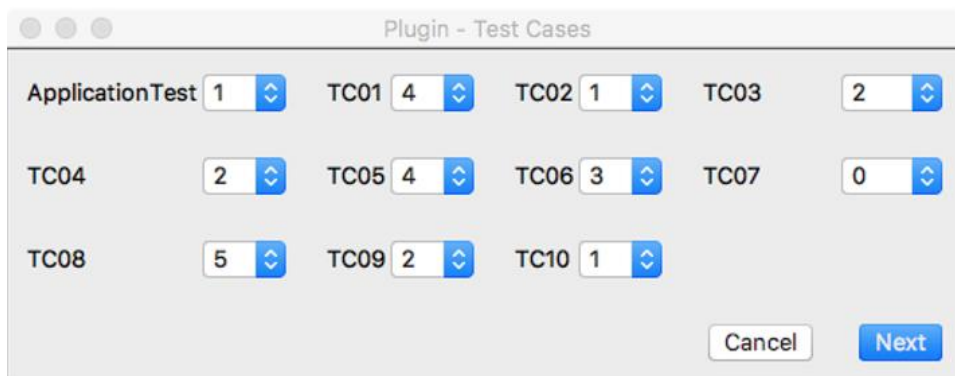 Plugin - Test Cases
ApplicationTest 1 TC01 4 TC02 1 TC03 2
TC04 2 TC05 4 TC06 3 TC07 0
TC08 5 TC09 2 TC10 1
Cancel Next